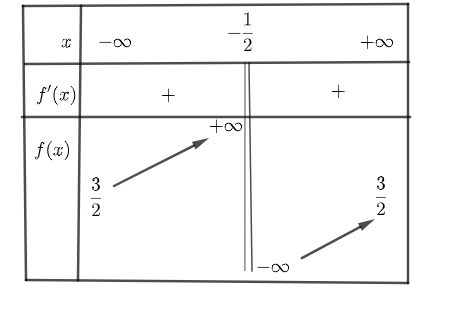 x −∞ −1/2 +∞
f′(x) + +
f(x) 3/2 +∞ −∞ 3/2